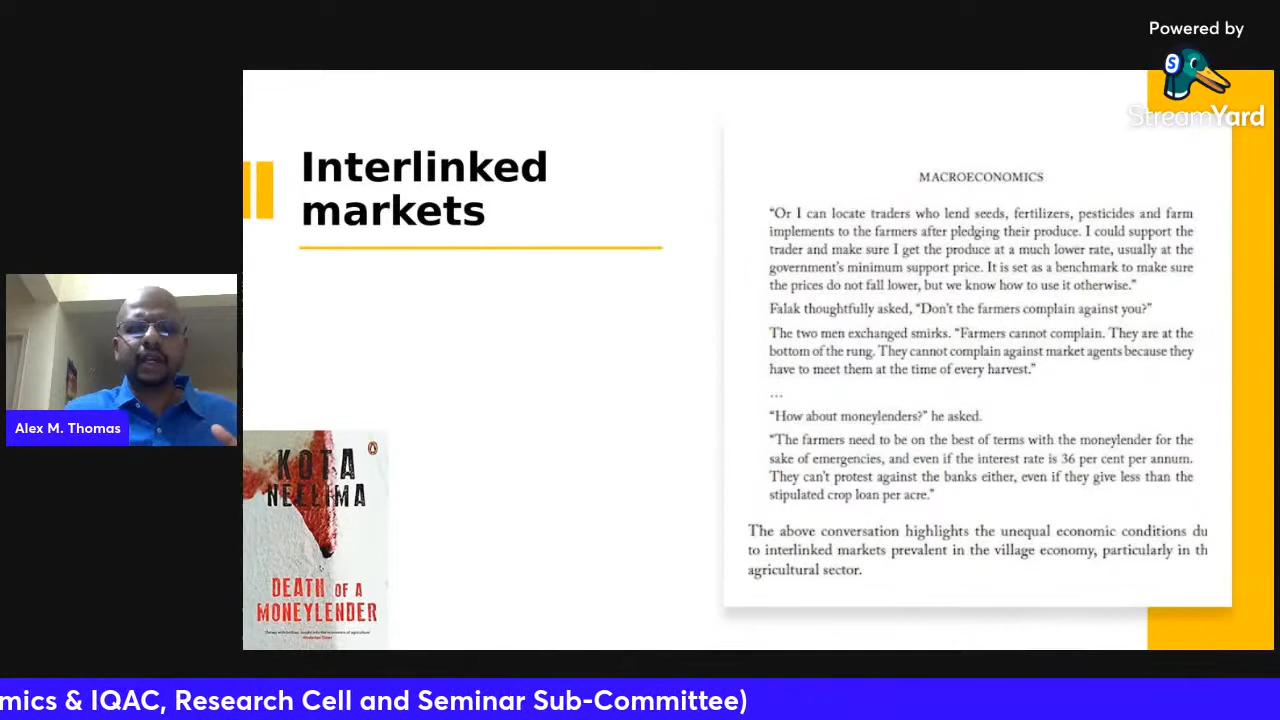 Powered by
StreamYard
Interlinked
markets
MACROECONOMICS
“Or I can locate traders who lend seeds, fertilizers, pesticides and farm
implements to the farmers after pledging their produce. I could support the
trader and make sure I get the produce at a much lower rate, usually at the
government’s minimum support price. It is set as a benchmark to make sure
the prices do not fall lower, but we know how to use it otherwise.”
Falak thoughtfully asked, “Don’t the farmers complain against you?”
The two men exchanged smirks. “Farmers cannot complain. They are at the
bottom of the rung. They cannot complain against market agents because they
have to meet them at the time of every harvest.”
…
“How about moneylenders?” he asked.
“The farmers need to be on the best of terms with the moneylender for the
sake of emergencies, and even if the interest rate is 36 per cent per annum.
They can’t protest against the banks either, even if they give less than the
stipulated crop loan per acre.”
The above conversation highlights the unequal economic conditions du
to interlinked markets prevalent in the village economy, particularly in th
agricultural sector.
Alex M. Thomas
KOTA
NEELIMA
DEATH OF A
MONEYLENDER
mics & IQAC, Research Cell and Seminar Sub-Committee)